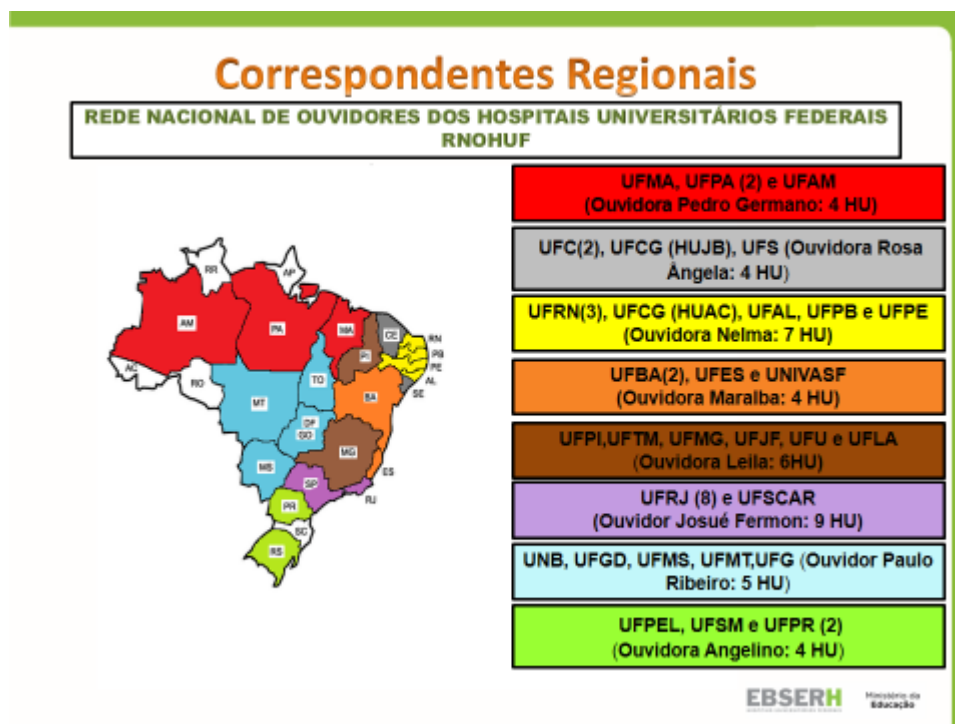 Correspondentes Regionais
REDE NACIONAL DE OUVIDORES DOS HOSPITAIS UNIVERSITÁRIOS FEDERAIS
RNOHUF
UFMA, UFPA (2) e UFAM
(Ouvidora Pedro Germano: 4 HU)
UFC(2), UFCG (HUJB), UFS (Ouvidora Rosa
Ângela: 4 HU)
UFRN(3), UFCG (HUAC), UFAL, UFPB e UFPE
(Ouvidora Nelma: 7 HU)
UFBA(2), UFES e UNIVASF
(Ouvidora Maralba: 4 HU)
UFPI,UFTM, UFMG, UFJF, UFU e UFLA
(Ouvidora Leila: 6HU)
UFRJ (8) e UFSCAR
(Ouvidor Josué Fermon: 9 HU)
UNB, UFGD, UFMS, UFMT,UFG (Ouvidor Paulo
Ribeiro: 5 HU)
UFPEL, UFSM e UFPR (2)
(Ouvidora Angelino: 4 HU)
RR
AP
AM
PA
MA
CE
RN
PB
PE
AL
SE
PI
AC
RO
TO
BA
MT
DF
GO
MG
ES
MS
SP
RJ
PR
SC
RS
EBSERH
Ministério da
Educação